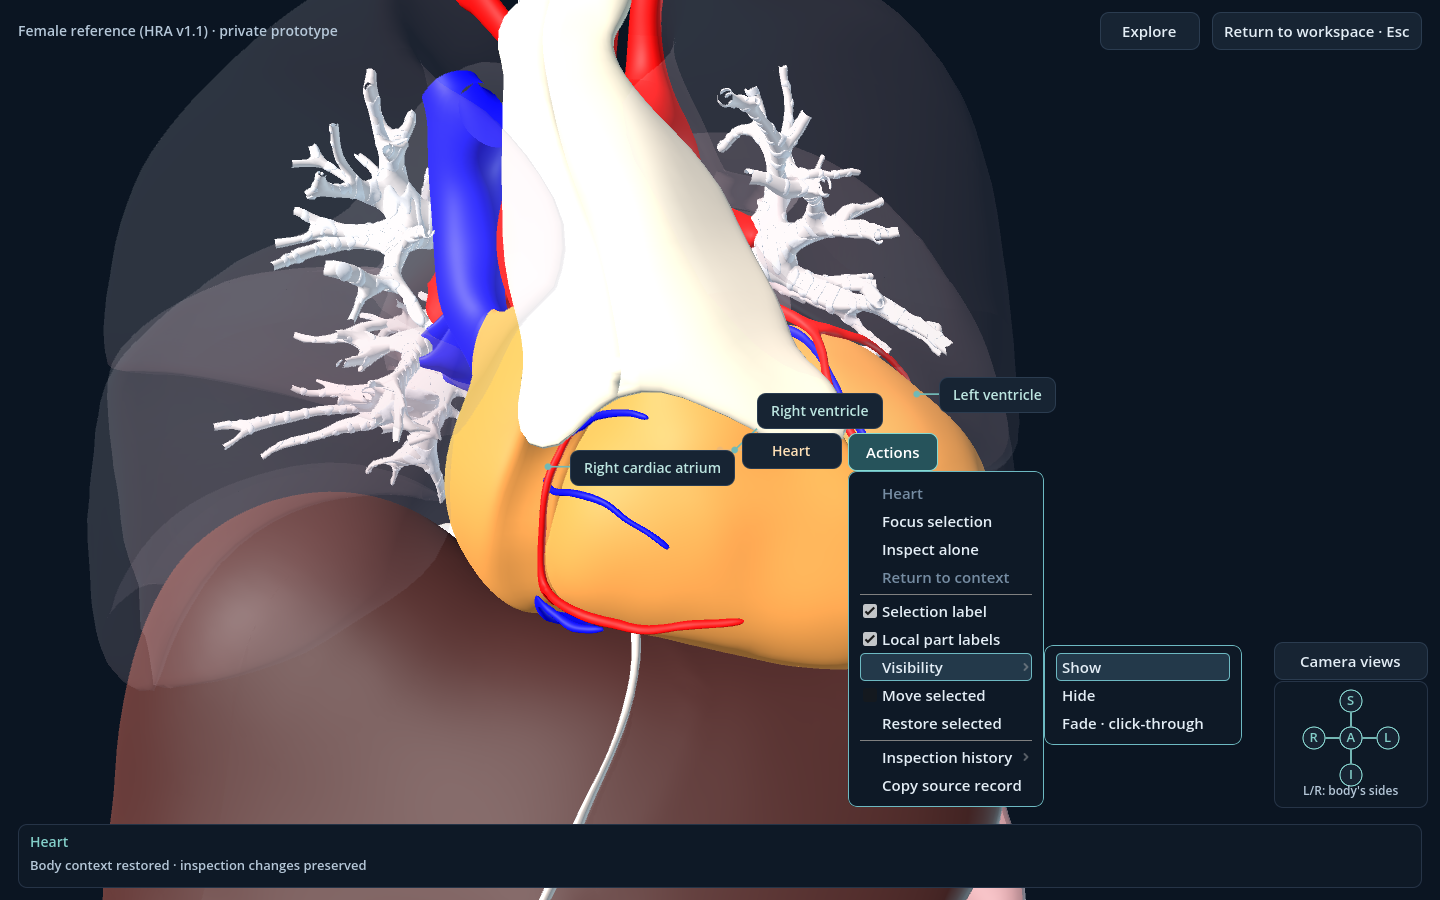 Female reference (HRA v1.1) · private prototype
Explore
Return to workspace · Esc
Left ventricle
Right ventricle
Heart
Actions
Right cardiac atrium
Heart
Focus selection
Inspect alone
Return to context
Selection label
Local part labels
Visibility
Move selected
Restore selected
Inspection history
Copy source record
Show
Hide
Fade · click-through
Camera views
S
R
A
L
I
L/R: body's sides
Heart
Body context restored · inspection changes preserved